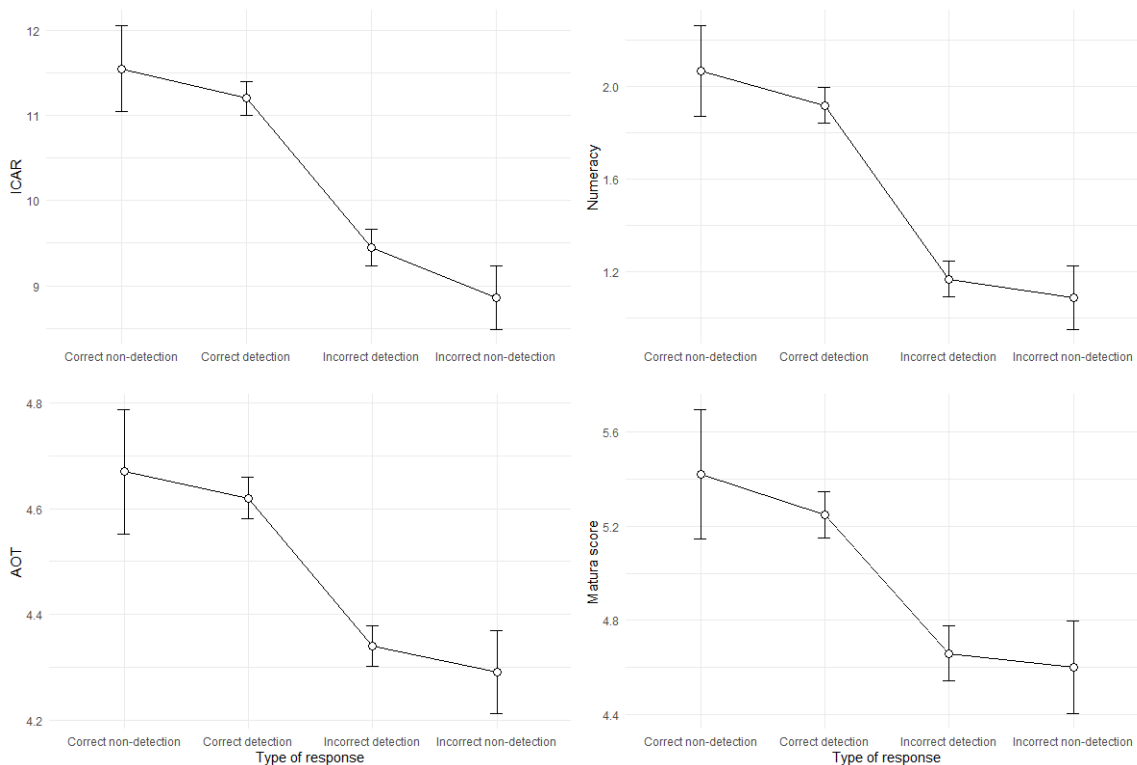 ICAR
12
11
10
9
Correct non-detection Correct detection Incorrect detection Incorrect non-detection
Numeracy
2.0
1.6
1.2
Correct non-detection Correct detection Incorrect detection Incorrect non-detection
AOT
4.8
4.6
4.4
4.2
Correct non-detection Correct detection Incorrect detection Incorrect non-detection
Type of response
Matura score
5.6
5.2
4.8
4.4
Correct non-detection Correct detection Incorrect detection Incorrect non-detection
Type of response